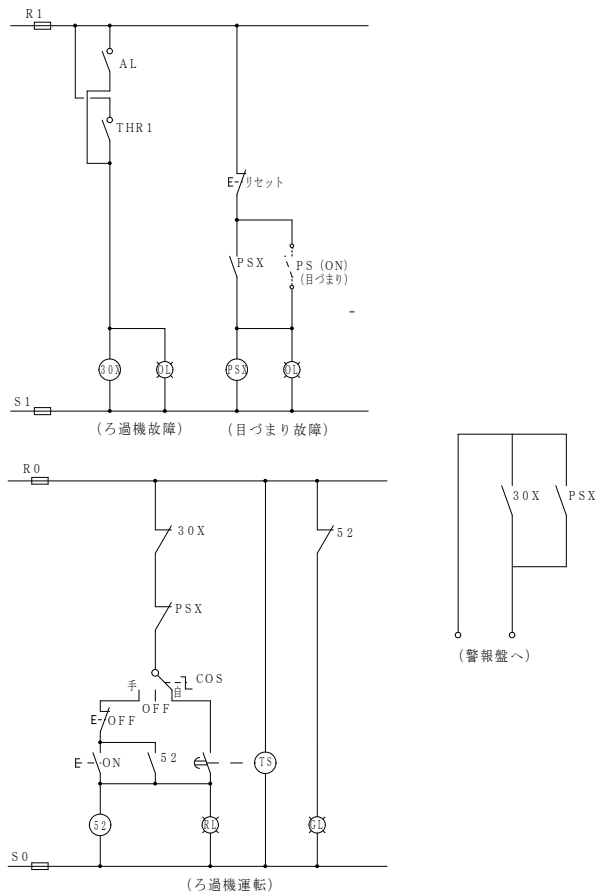 R1
AL
THR1
E リセット
PSX
PS (ON)
(目づまり)
30X
OL
PSX
OL
S1
(ろ過機故障)
(目づまり故障)
R0
30X
52
30X
PSX
PSX
COS
手
自
OFF
(警報盤へ)
E OFF
E ON
52
TS
52
RL
GL
S0
(ろ過機運転)